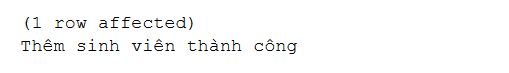 (1 row affected)
Thêm sinh viên thành công